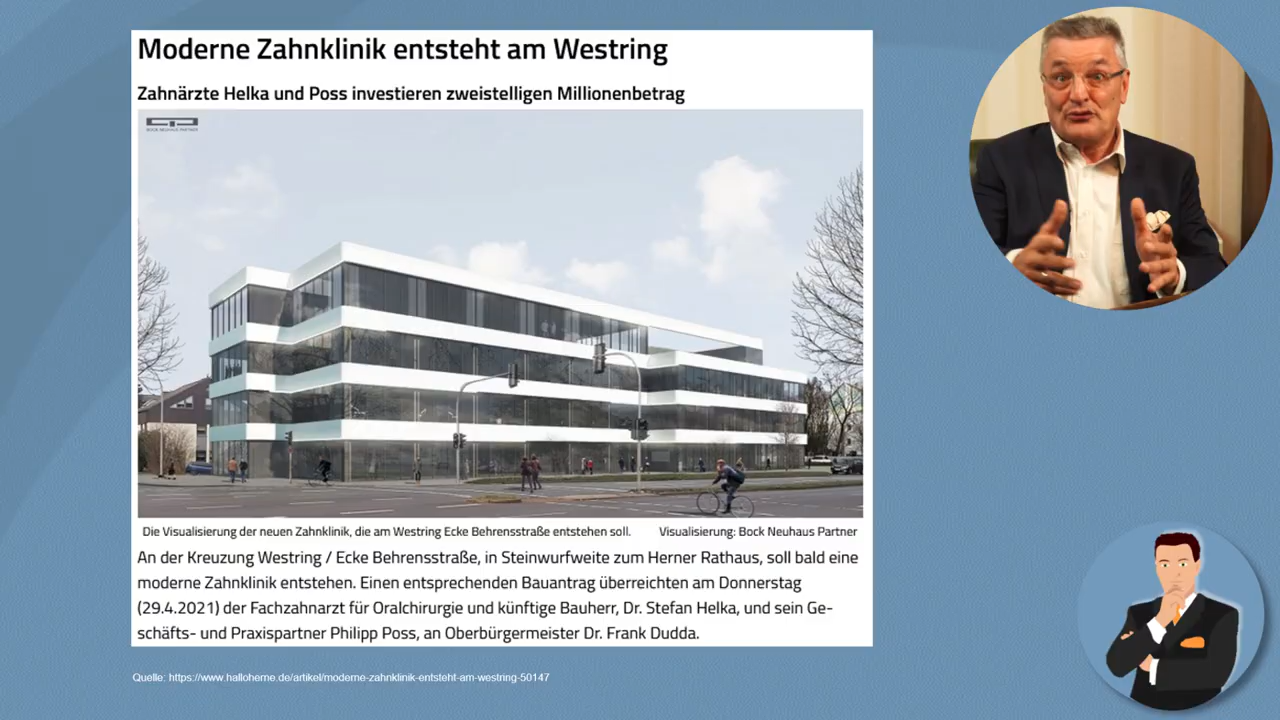 Moderne Zahnklinik entsteht am Westring
Zahnärzte Helka und Poss investieren zweistelligen Millionenbetrag
BOCK NEUHAUS PARTNER
Die Visualisierung der neuen Zahnklinik, die am Westring Ecke Behrensstraße entstehen soll. Visualisierung: Bock Neuhaus Partner
An der Kreuzung Westring / Ecke Behrensstraße, in Steinwurfweite zum Herner Rathaus, soll bald eine
moderne Zahnklinik entstehen. Einen entsprechenden Bauantrag überreichten am Donnerstag
(29.4.2021) der Fachzahnarzt für Oralchirurgie und künftige Bauherr, Dr. Stefan Helka, und sein Ge-
schäfts- und Praxispartner Philipp Poss, an Oberbürgermeister Dr. Frank Dudda.
Quelle: https://www.halloherne.de/artikel/moderne-zahnklinik-entsteht-am-westring-50147